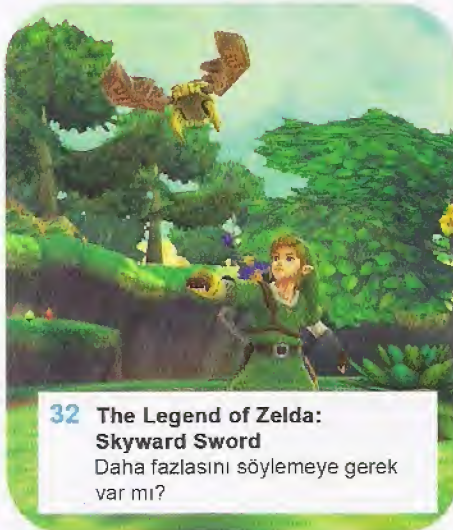 32 The Legend of Zelda:
Skyward Sword
Daha fazlasını söylemeye gerek
var mı?